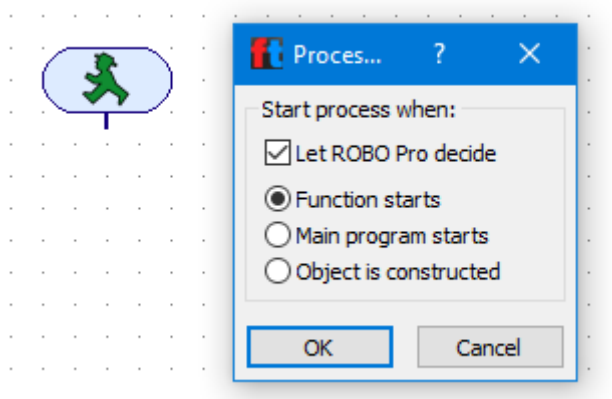 ft Proces... ?
Start process when:
Let ROBO Pro decide
Function starts
Main program starts
Object is constructed
OK Cancel